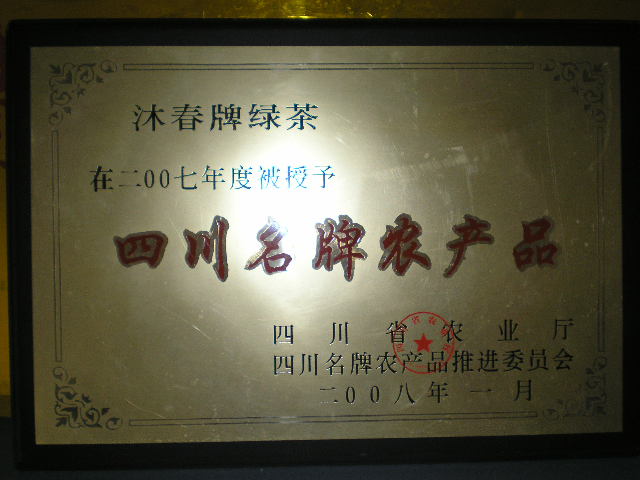 沐春牌绿茶
在二00七年度被授予
四川名牌农产品
四川省农业厅
四川名牌农产品推进委员会
二00八年一月